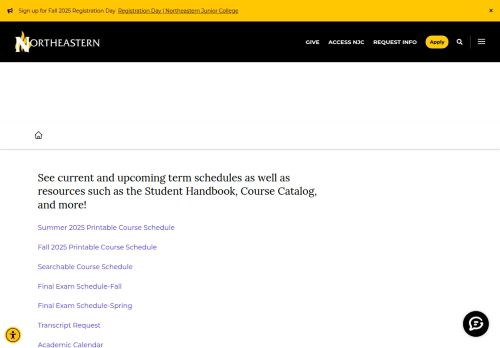 Sign up for Fall 2025 Registration Day Registration Day | Northeastern Junior College ×
NORTHEASTERN GIVE ACCESS NJC REQUEST INFO Apply
See current and upcoming term schedules as well as
resources such as the Student Handbook, Course Catalog,
and more!
Summer 2025 Printable Course Schedule
Fall 2025 Printable Course Schedule
Searchable Course Schedule
Final Exam Schedule-Fall
Final Exam Schedule-Spring
Transcript Request
Academic Calendar